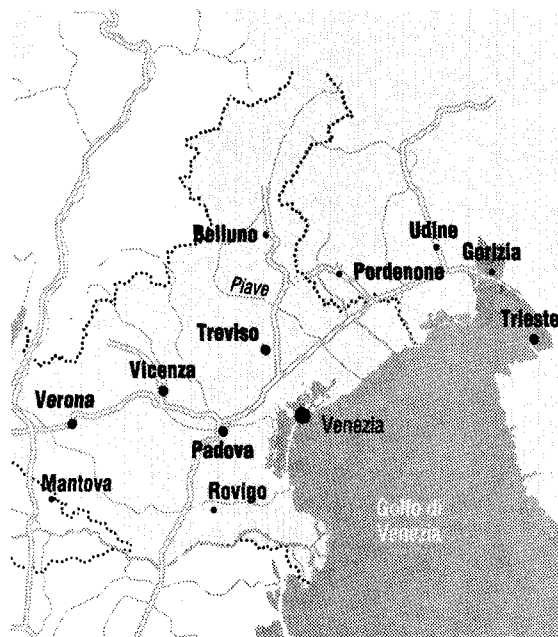 Belluno
Udine
Gorizia
Pordenone
Piave
Treviso
Trieste
Vicenza
Verona
Venezia
Padova
Mantova
Rovigo
Golfo di
Venezia